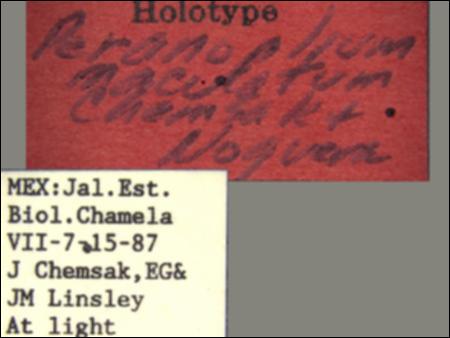 Holotype
Peranoplium
maculatum
Chemsak &
Noguera
MEX:Jal.Est.
Biol.Chamela
VII-7-15-87
J Chemsak,EG&
JM Linsley
At light